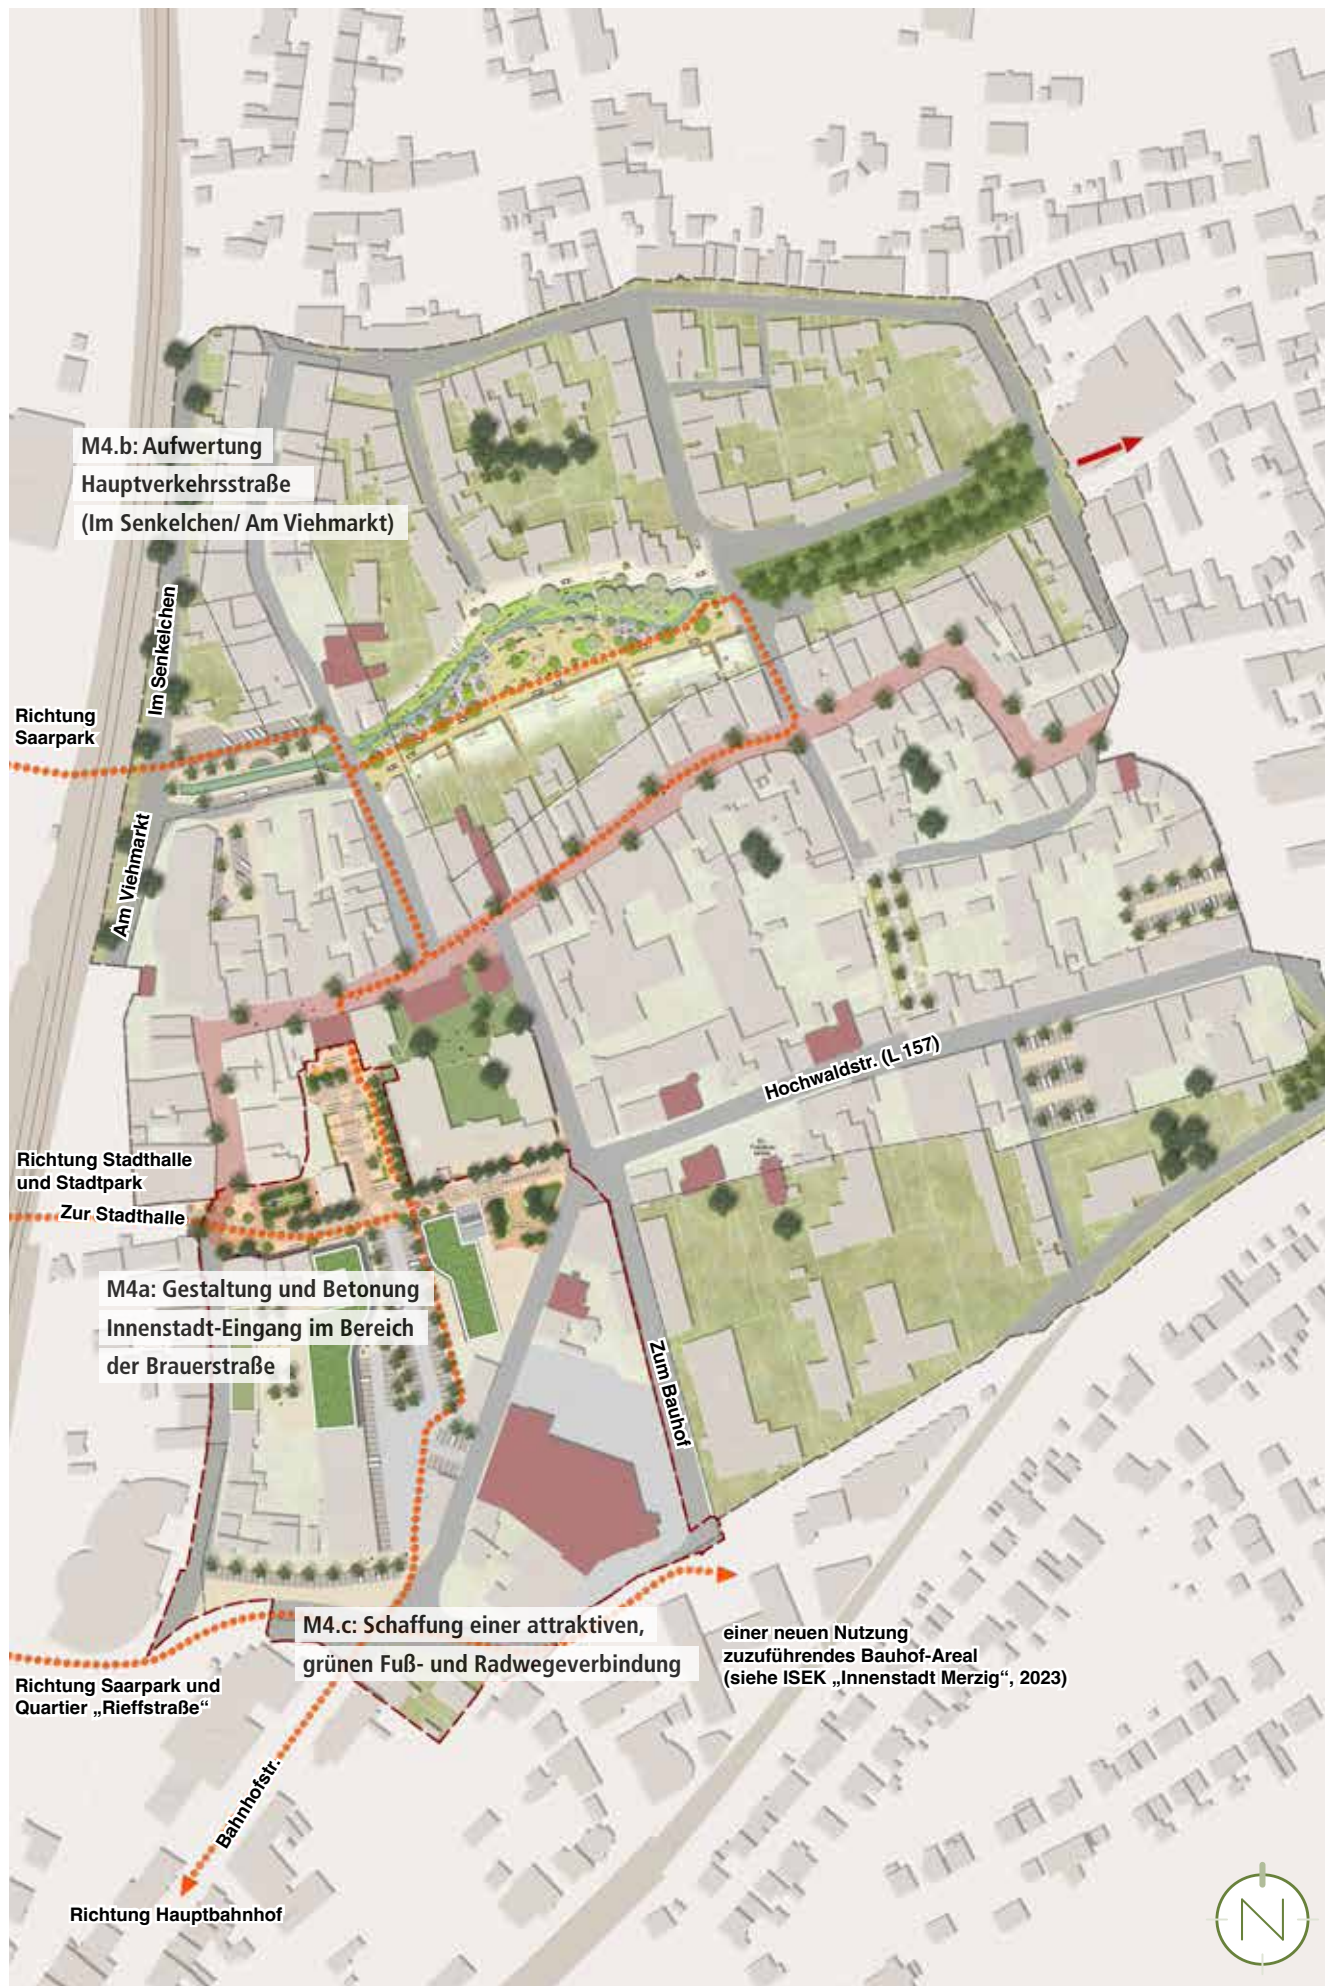 M4.b: Aufwertung
Hauptverkehrsstraße
(Im Senkelchen/ Am Viehmarkt)
Im Senkelchen
Richtung
Saarpark
Am Viehmarkt
Hochwaldstr. (L 157)
Richtung Stadthalle
und Stadtpark
Zur Stadthalle
M4a: Gestaltung und Betonung
Innenstadt-Eingang im Bereich
der Brauerstraße
Zum Bauhof
M4.c: Schaffung einer attraktiven,
grünen Fuß- und Radwegeverbindung
einer neuen Nutzung
zuzuführendes Bauhof-Areal
(siehe ISEK „Innenstadt Merzig“, 2023)
Richtung Saarpark und
Quartier „Rieffstraße“
Bahnhofstr.
Richtung Hauptbahnhof
N